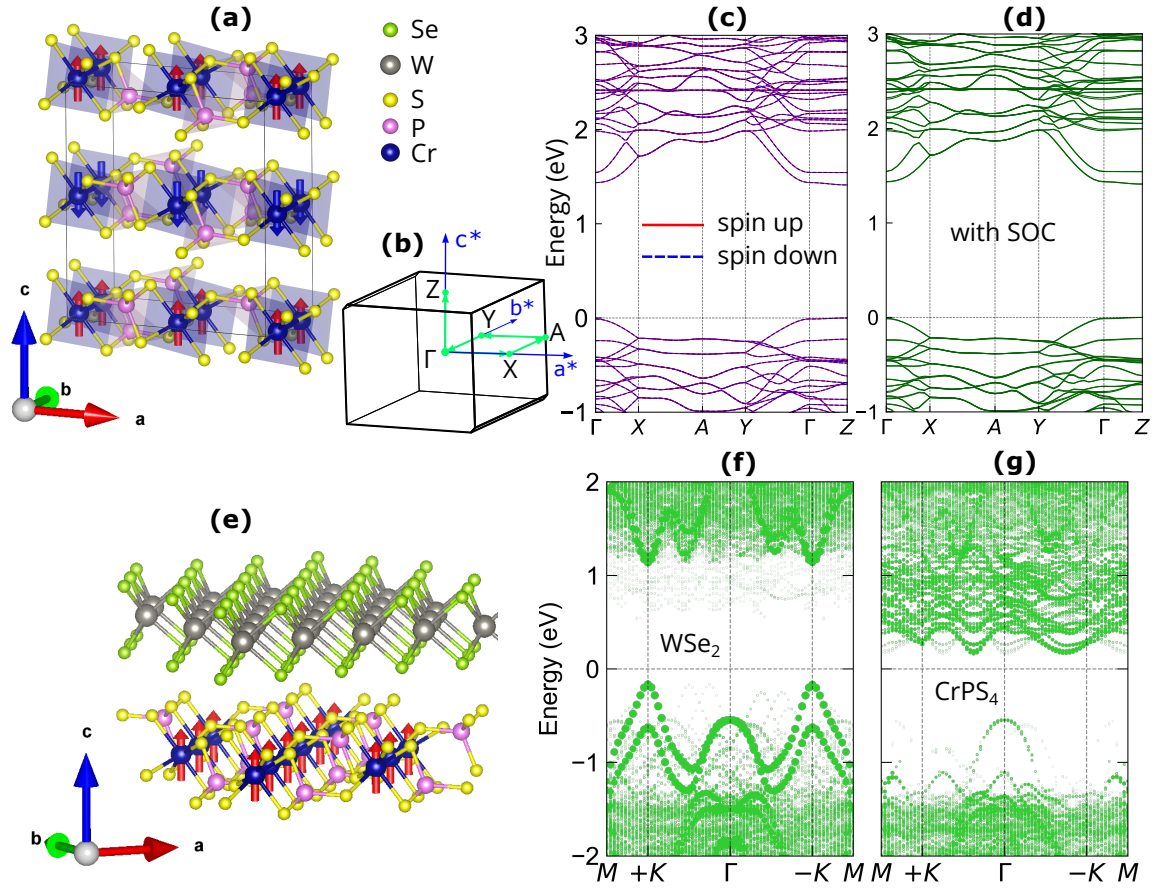 (a)
Se
W
S
P
Cr
c
b
a
(b)
c*
Z
b*
Y
A
Γ
X
a*
(c)
Energy (eV)
3
2
1
0
−1
spin up
spin down
Γ X A Y Γ Z
(d)
3
2
1
0
−1
with SOC
Γ X A Y Γ Z
(e)
c
b
a
(f)
Energy (eV)
2
1
0
−1
−2
WSe₂
M +K Γ −K M
(g)
CrPS₄
M +K Γ −K M